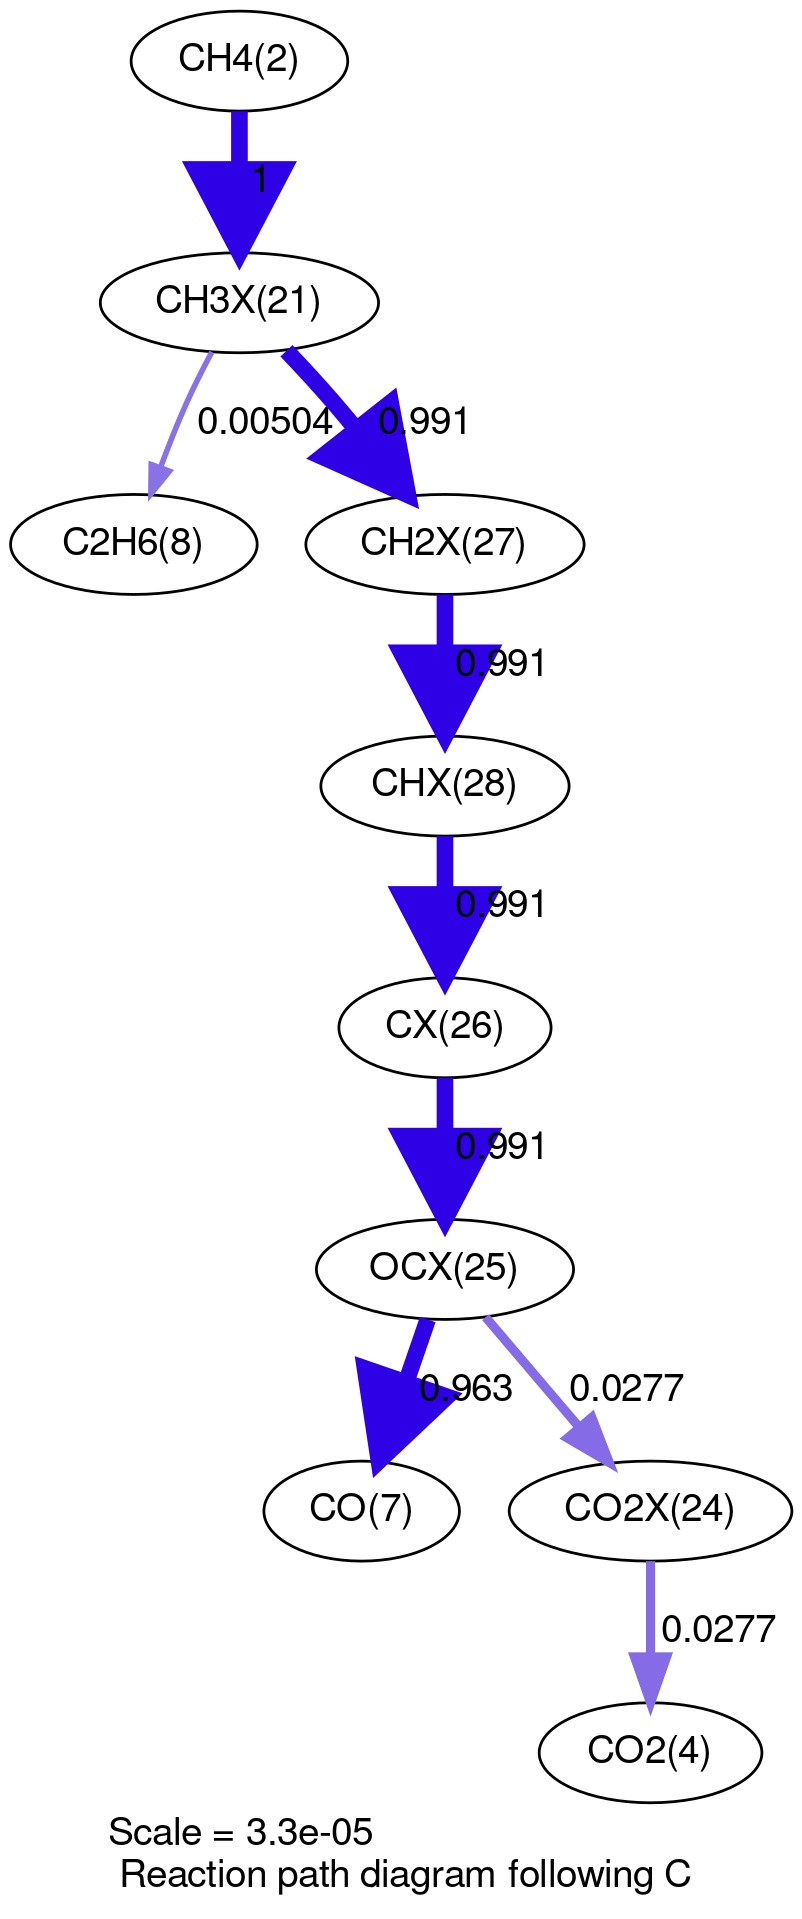 CH4(2)
1
CH3X(21)
0.00504
0.991
C2H6(8)
CH2X(27)
0.991
CHX(28)
0.991
CX(26)
0.991
OCX(25)
0.963
0.0277
CO(7)
CO2X(24)
0.0277
CO2(4)
Scale = 3.3e-05
Reaction path diagram following C